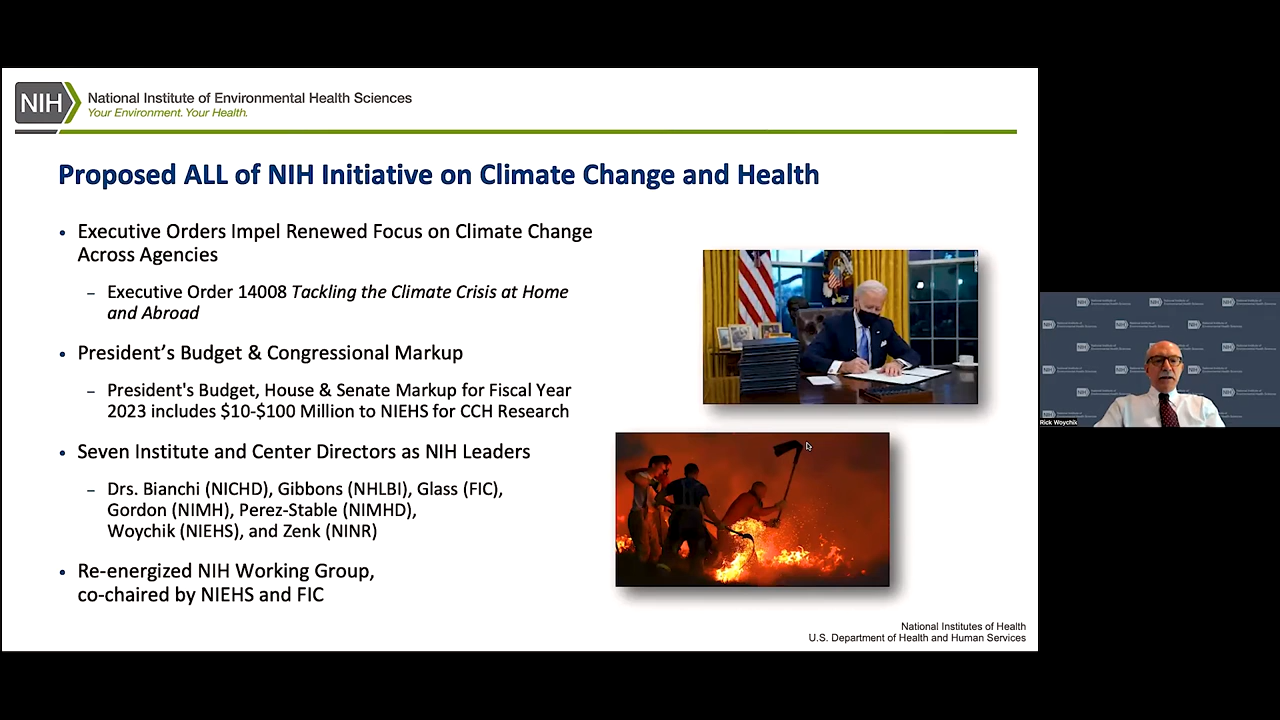 NIH
National Institute of Environmental Health Sciences
Your Environment. Your Health.
Proposed ALL of NIH Initiative on Climate Change and Health
• Executive Orders Impel Renewed Focus on Climate Change
Across Agencies
– Executive Order 14008 Tackling the Climate Crisis at Home
and Abroad
• President’s Budget & Congressional Markup
– President's Budget, House & Senate Markup for Fiscal Year
2023 includes $10-$100 Million to NIEHS for CCH Research
• Seven Institute and Center Directors as NIH Leaders
– Drs. Bianchi (NICHD), Gibbons (NHLBI), Glass (FIC),
Gordon (NIMH), Perez-Stable (NIMHD),
Woychik (NIEHS), and Zenk (NINR)
• Re-energized NIH Working Group,
co-chaired by NIEHS and FIC
National Institutes of Health
U.S. Department of Health and Human Services
Rick Woychik